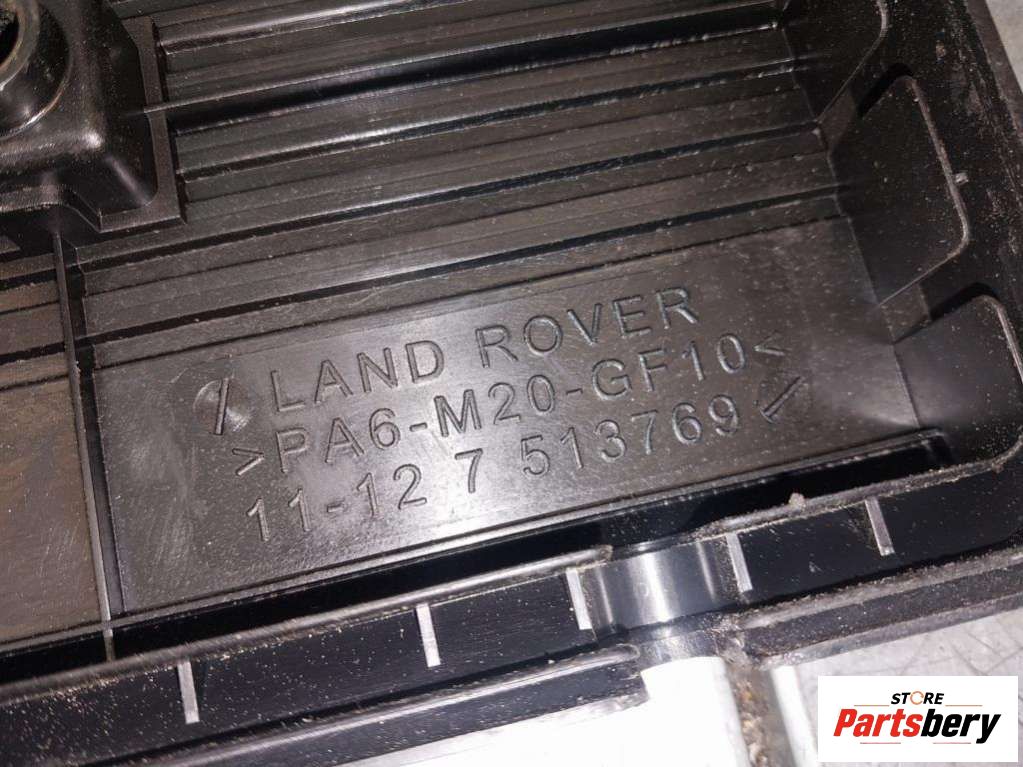 LAND ROVER
>PA6-M20-GF10<
11-12 7 513769
STORE
Partsbery